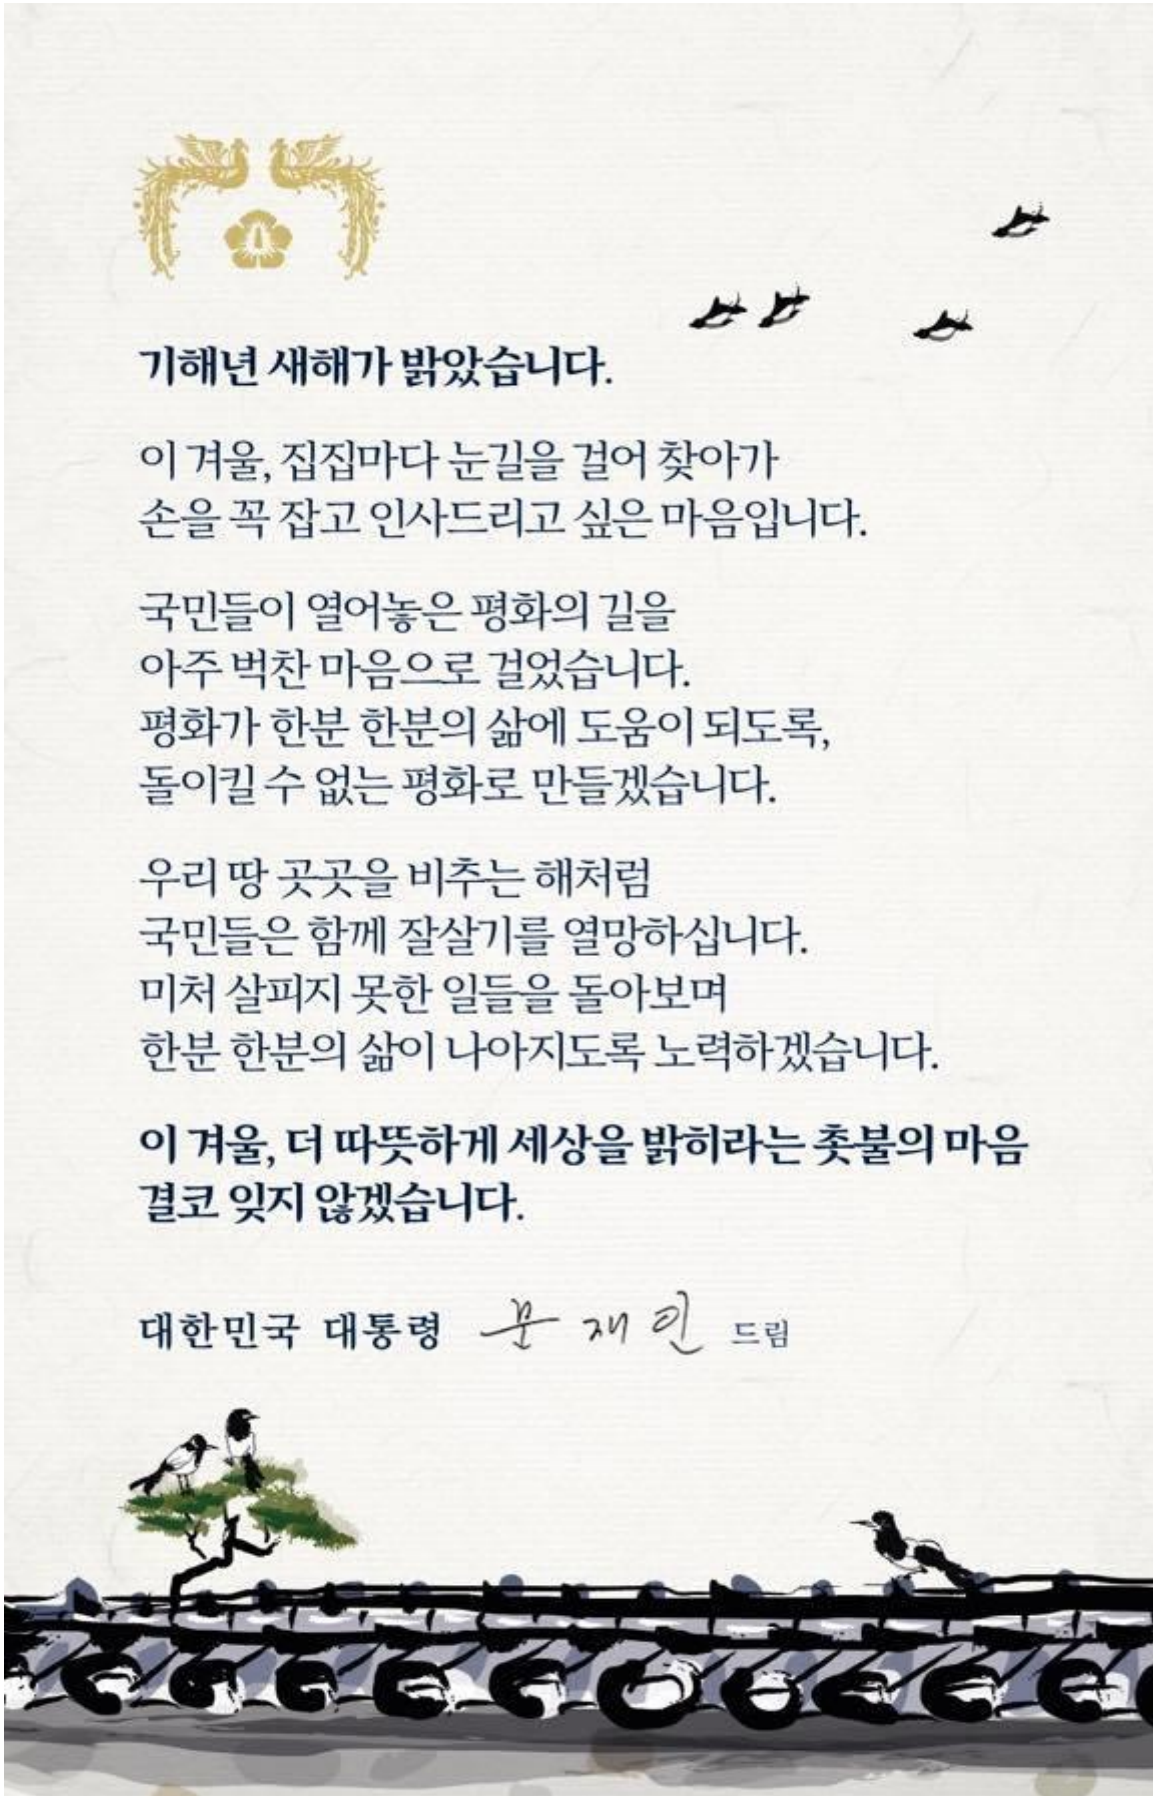 기해년 새해가 밝았습니다.
이 겨울, 집집마다 눈길을 걸어 찾아가
손을 꼭 잡고 인사드리고 싶은 마음입니다.
국민들이 열어놓은 평화의 길을
아주 벅찬 마음으로 걸었습니다.
평화가 한분 한분의 삶에 도움이 되도록,
돌이킬 수 없는 평화로 만들겠습니다.
우리 땅 곳곳을 비추는 해처럼
국민들은 함께 잘살기를 열망하십니다.
미처 살피지 못한 일들을 돌아보며
한분 한분의 삶이 나아지도록 노력하겠습니다.
이 겨울, 더 따뜻하게 세상을 밝히라는 촛불의 마음
결코 잊지 않겠습니다.
대한민국 대통령 문재인 드림